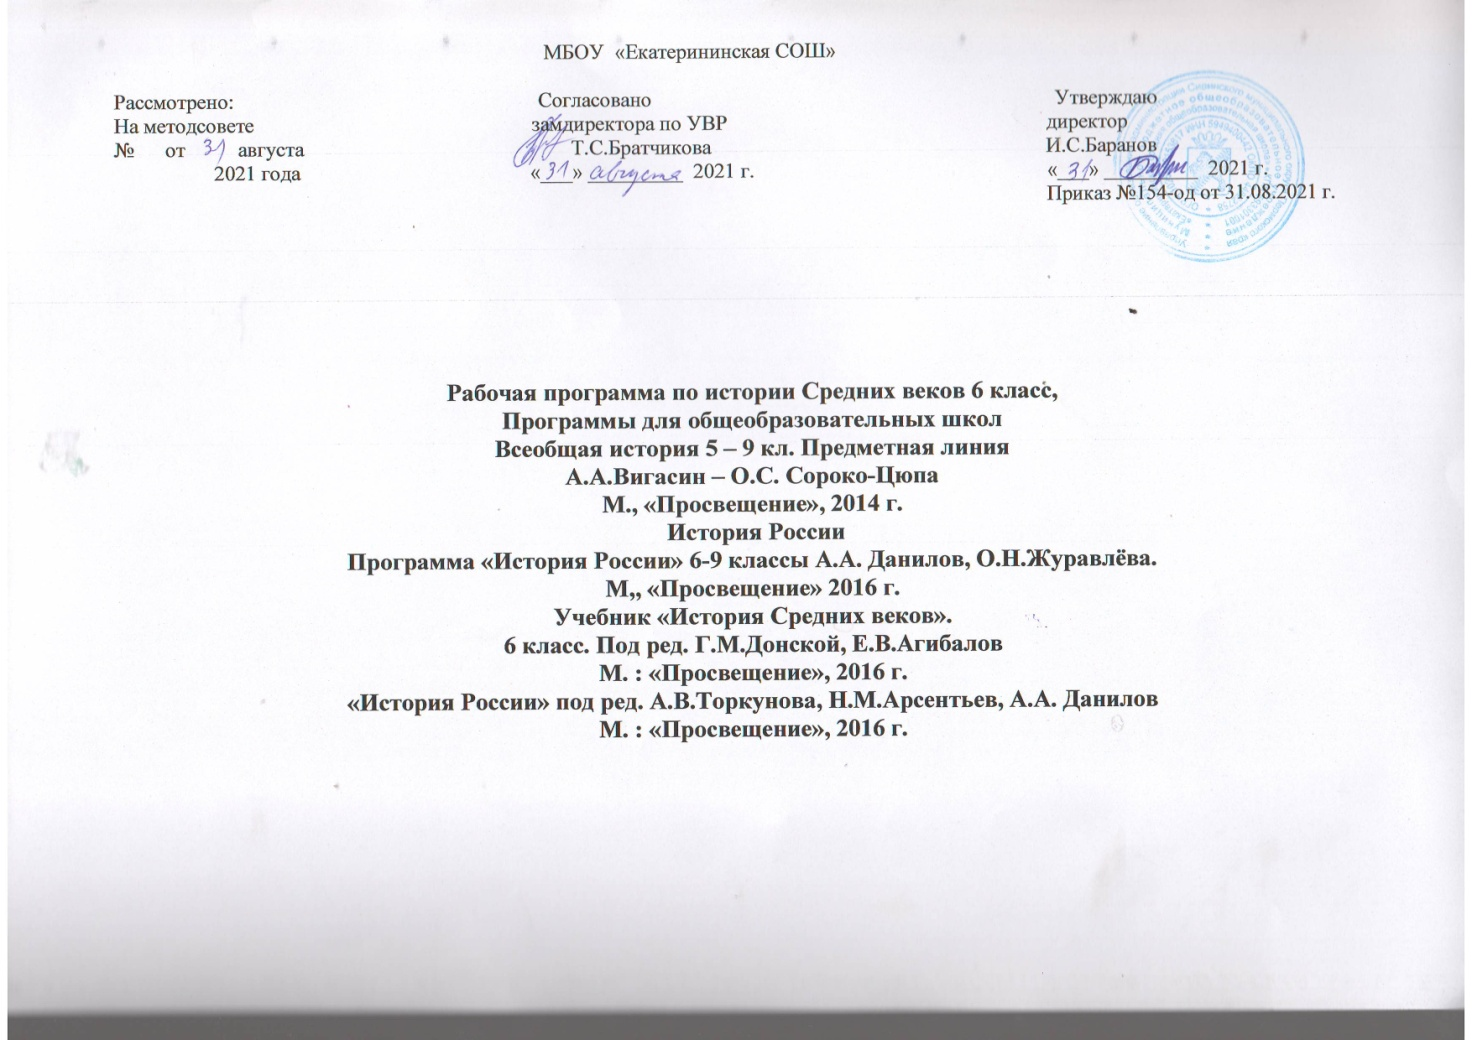 МБОУ «Екатерининская СОШ»
Рассмотрено:
На методсовете
№ от 31 августа
2021 года
Согласовано
замдиректора по УВР
Т.С.Братчикова
«31» августа 2021 г.
Утверждаю
директор
И.С.Баранов
«31» 2021 г.
Приказ №154-од от 31.08.2021 г.
Рабочая программа по истории Средних веков 6 класс,
Программы для общеобразовательных школ
Всеобщая история 5 – 9 кл. Предметная линия
А.А.Вигасин – О.С. Сороко-Цюпа
М., «Просвещение», 2014 г.
История России
Программа «История России» 6-9 классы А.А. Данилов, О.Н.Журавлёва.
М,, «Просвещение» 2016 г.
Учебник «История Средних веков».
6 класс. Под ред. Г.М.Донской, Е.В.Агибалов
М. : «Просвещение», 2016 г.
«История России» под ред. А.В.Торкунова, Н.М.Арсентьев, А.А. Данилов
М. : «Просвещение», 2016 г.